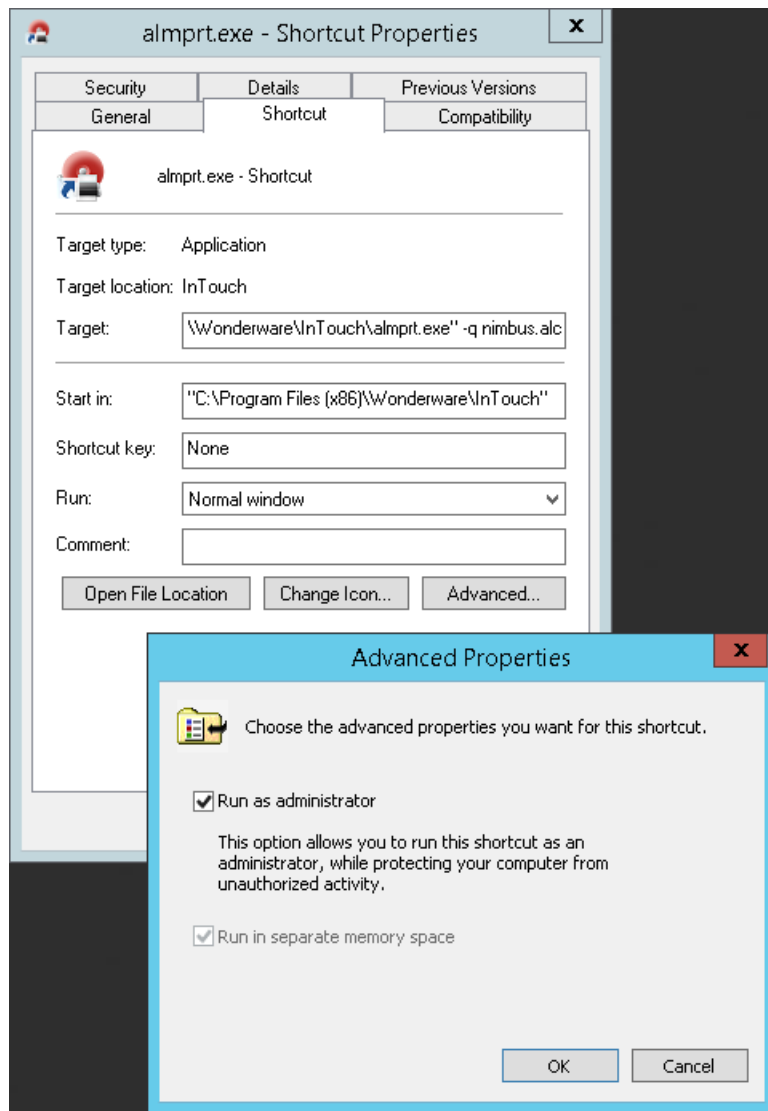 almprt.exe - Shortcut Properties
x
Security Details Previous Versions
General Shortcut Compatibility
almprt.exe - Shortcut
Target type: Application
Target location: InTouch
Target: \Wonderware\InTouch\almprt.exe" -q nimbus.alc
Start in: "C:\Program Files (x86)\Wonderware\InTouch"
Shortcut key: None
Run: Normal window
Comment:
Open File Location Change Icon... Advanced...
Advanced Properties
x
Choose the advanced properties you want for this shortcut.
Run as administrator
This option allows you to run this shortcut as an
administrator, while protecting your computer from
unauthorized activity.
Run in separate memory space
OK Cancel